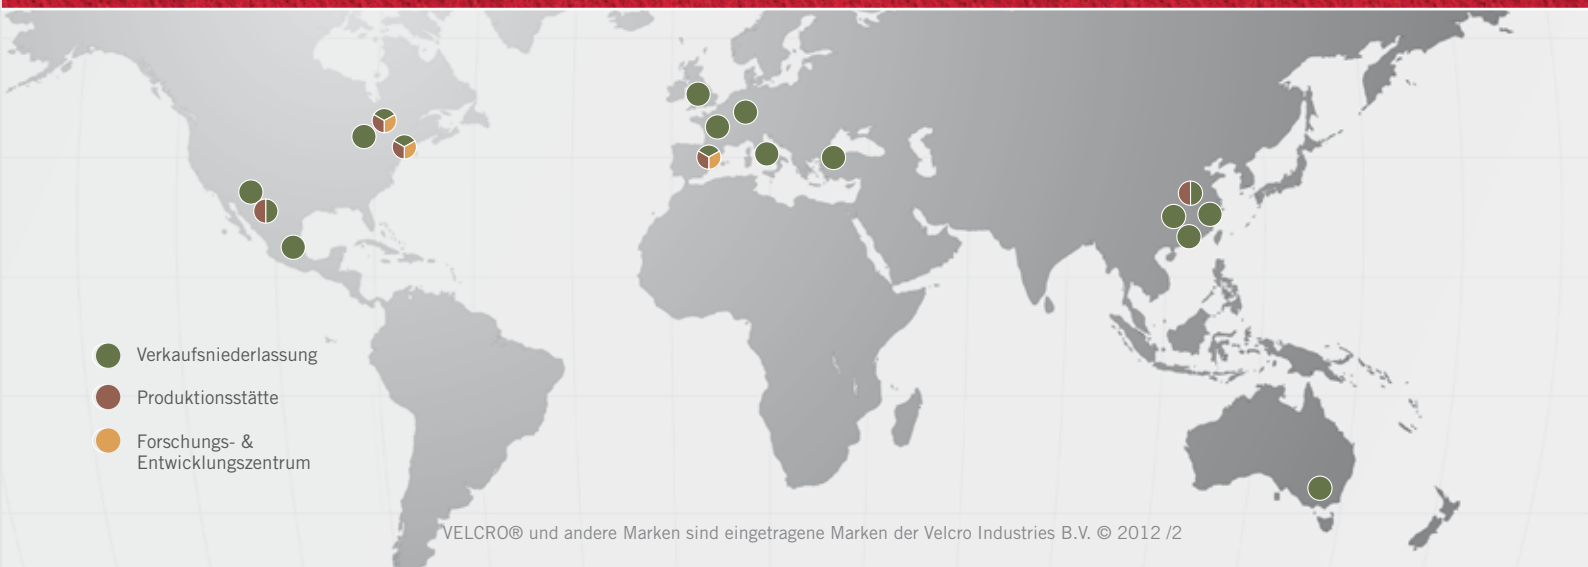 Verkaufsniederlassung
Produktionsstätte
Forschungs- &
Entwicklungszentrum
VELCRO® und andere Marken sind eingetragene Marken der Velcro Industries B.V. © 2012 /2